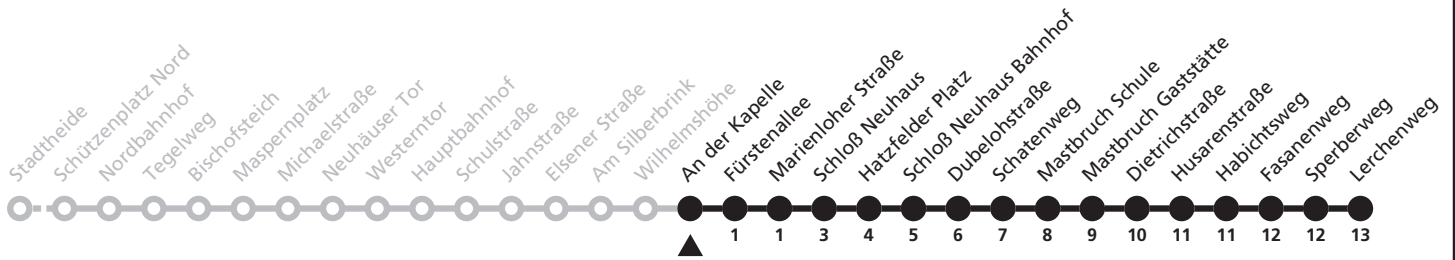 Stadtheide
Schützenplatz Nord
Nordbahnhof
Tegelweg
Bischofsteich
Maspernplatz
Michaelstraße
Neuhäuser Tor
Westerntor
Hauptbahnhof
Schulstraße
Jahnstraße
Elsener Straße
Am Silberbrink
Wilhelmshöhe
An der Kapelle
Fürstenallee
Marienloher Straße
Schloß Neuhaus
Hatzfelder Platz
Schloß Neuhaus Bahnhof
Dubelohstraße
Schatenweg
Mastbruch Schule
Mastbruch Gaststätte
Dietrichstraße
Husarenstraße
Habichtsweg
Fasanenweg
Sperberweg
Lerchenweg
1 1 3 4 5 6 7 8 9 10 11 11 12 12 13